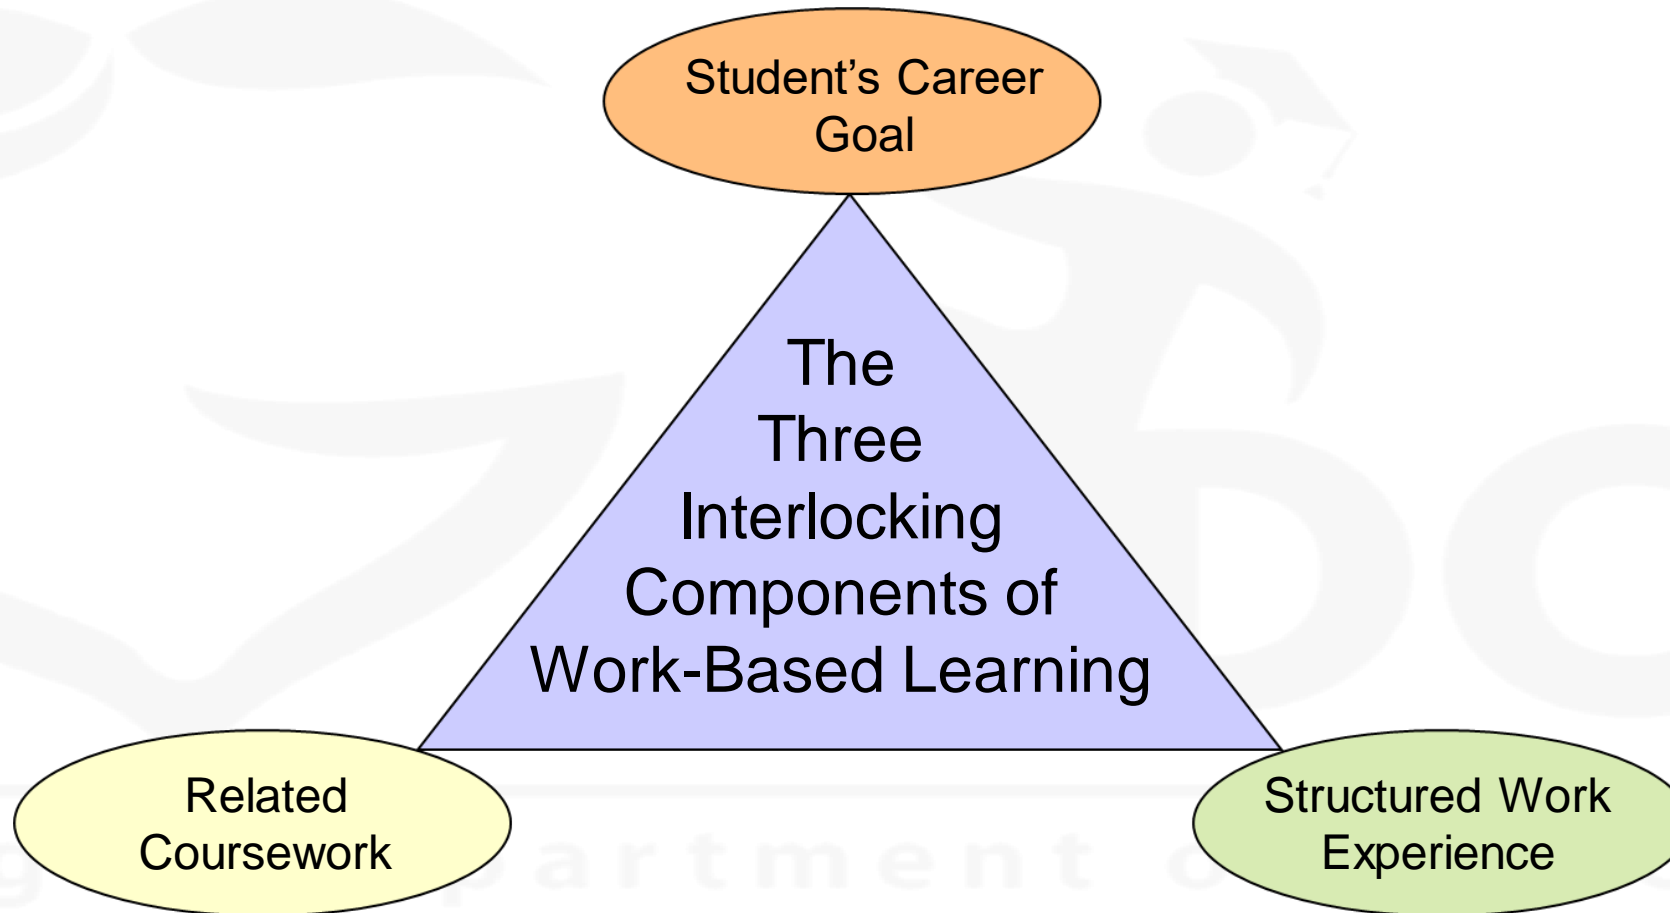 Student's Career
Goal
The
Three
Interlocking
Components of
Work-Based Learning
Related
Coursework
Structured Work
Experience